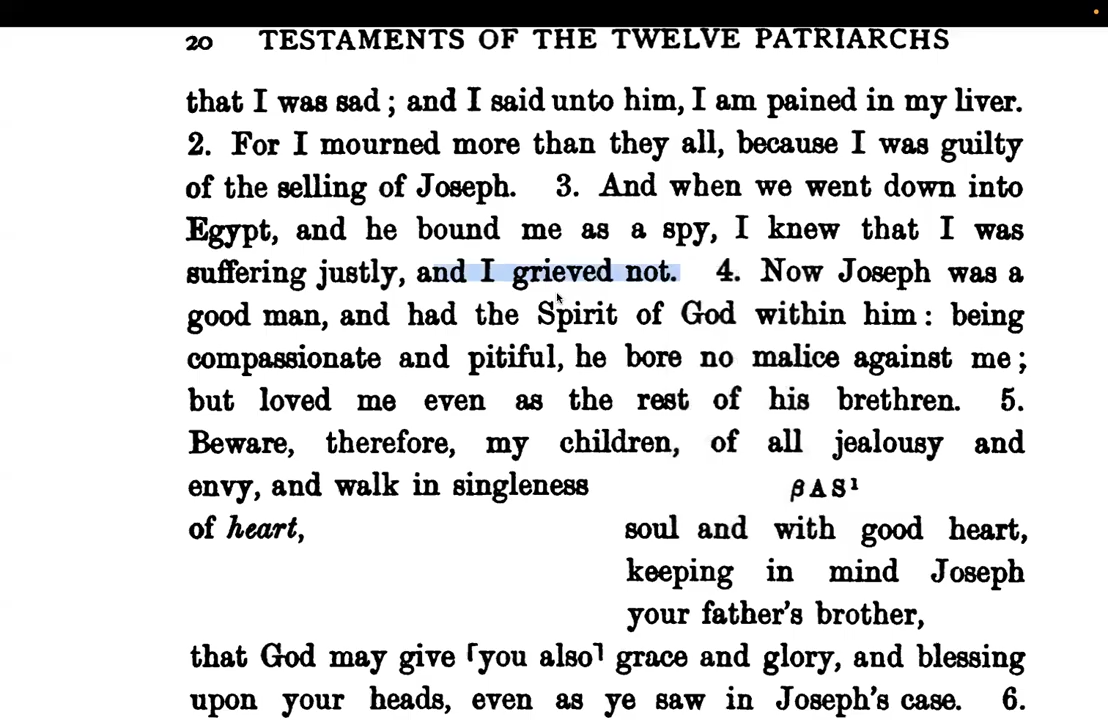 20 TESTAMENTS OF THE TWELVE PATRIARCHS
that I was sad ; and I said unto him, I am pained in my liver.
2. For I mourned more than they all, because I was guilty
of the selling of Joseph. 3. And when we went down into
Egypt, and he bound me as a spy, I knew that I was
suffering justly, and I grieved not. 4. Now Joseph was a
good man, and had the Spirit of God within him : being
compassionate and pitiful, he bore no malice against me ;
but loved me even as the rest of his brethren. 5.
Beware, therefore, my children, of all jealousy and
envy, and walk in singleness
of heart,
β A S¹
soul and with good heart,
keeping in mind Joseph
your father's brother,
that God may give ⌜you also⌝ grace and glory, and blessing
upon your heads, even as ye saw in Joseph's case. 6.